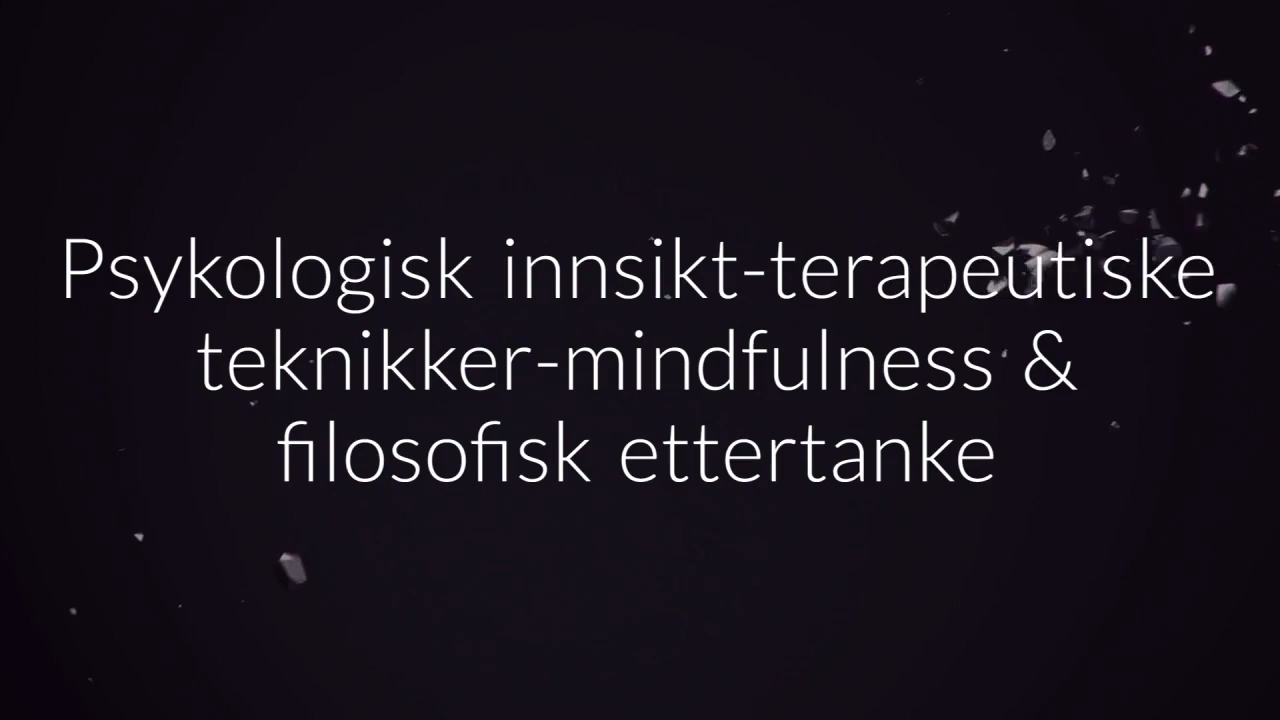 Psykologisk innsikt-terapeutiske
teknikker-mindfulness &
filosofisk ettertanke